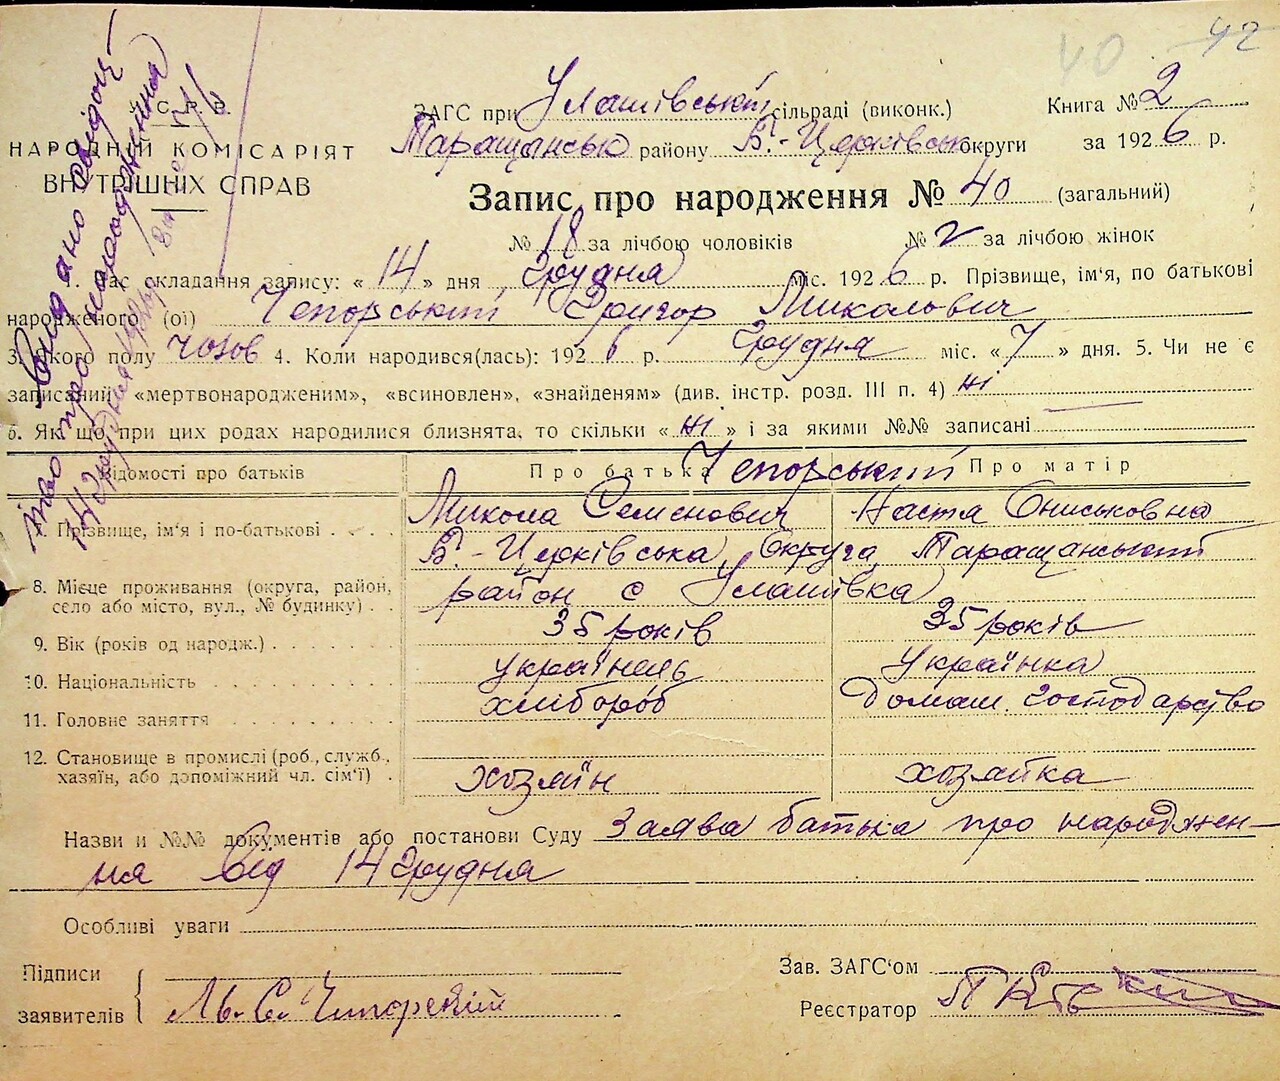 40 42
У.С.Р.Р.
НАРОДНІЙ КОМІСАРІЯТ
ВНУТРІШНІХ СПРАВ
Видано свідоц-
тво про народження
ЗАГС при Улашівській сільраді (виконк.) Книга № 2
Таращанськ району Б.-Церківськ округи за 1926 р.
Запис про народження № 40 (загальний)
№ 18 за лічбою чоловіків № 2 за лічбою жінок
1. Час складання запису: « 14 » дня Грудня міс. 1926 р. Прізвище, ім'я, по батькові
народженого (ої) Чепорський Григор Миколович
3. Якого полу чолов 4. Коли народився(лась): 1926 р. Грудня міс. « 7 » дня. 5. Чи не є
записаний «мертвонародженим», «всиновлен», «знайденям» (див. інстр. розд. III п. 4) ні
6. Як що при цих родах народилися близнята, то скільки « ні » і за якими №№ записані
Відомості про батьків Про батька Чепорський Про матір
7. Прізвище, ім'я і по-батькові Микола Семенович Настя Ониськовна
Б.-Церківська Округа Таращанський
8. Місце проживання (округа, район, район с Улашівка
село або місто, вул., № будинку)
9. Вік (років од народж.) 35 років 35 років
10. Національність українець Українка
11. Головне заняття хлібороб Домаш. господарство
12. Становище в промислі (роб., служб.,
хазяїн, або допоміжний чл. сім'ї) хозяїн хозяйка
Назви и №№ документів або постанови Суду Заява батька про народжен-
ня від 14 Грудня
Особливі уваги
Підписи Зав. ЗАГС'ом
заявителів М. С. Чипорский Реєстратор